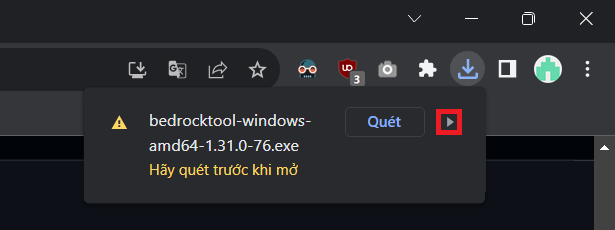 3
bedrocktool-windows-
amd64-1.31.0-76.exe
Quét
Hãy quét trước khi mở